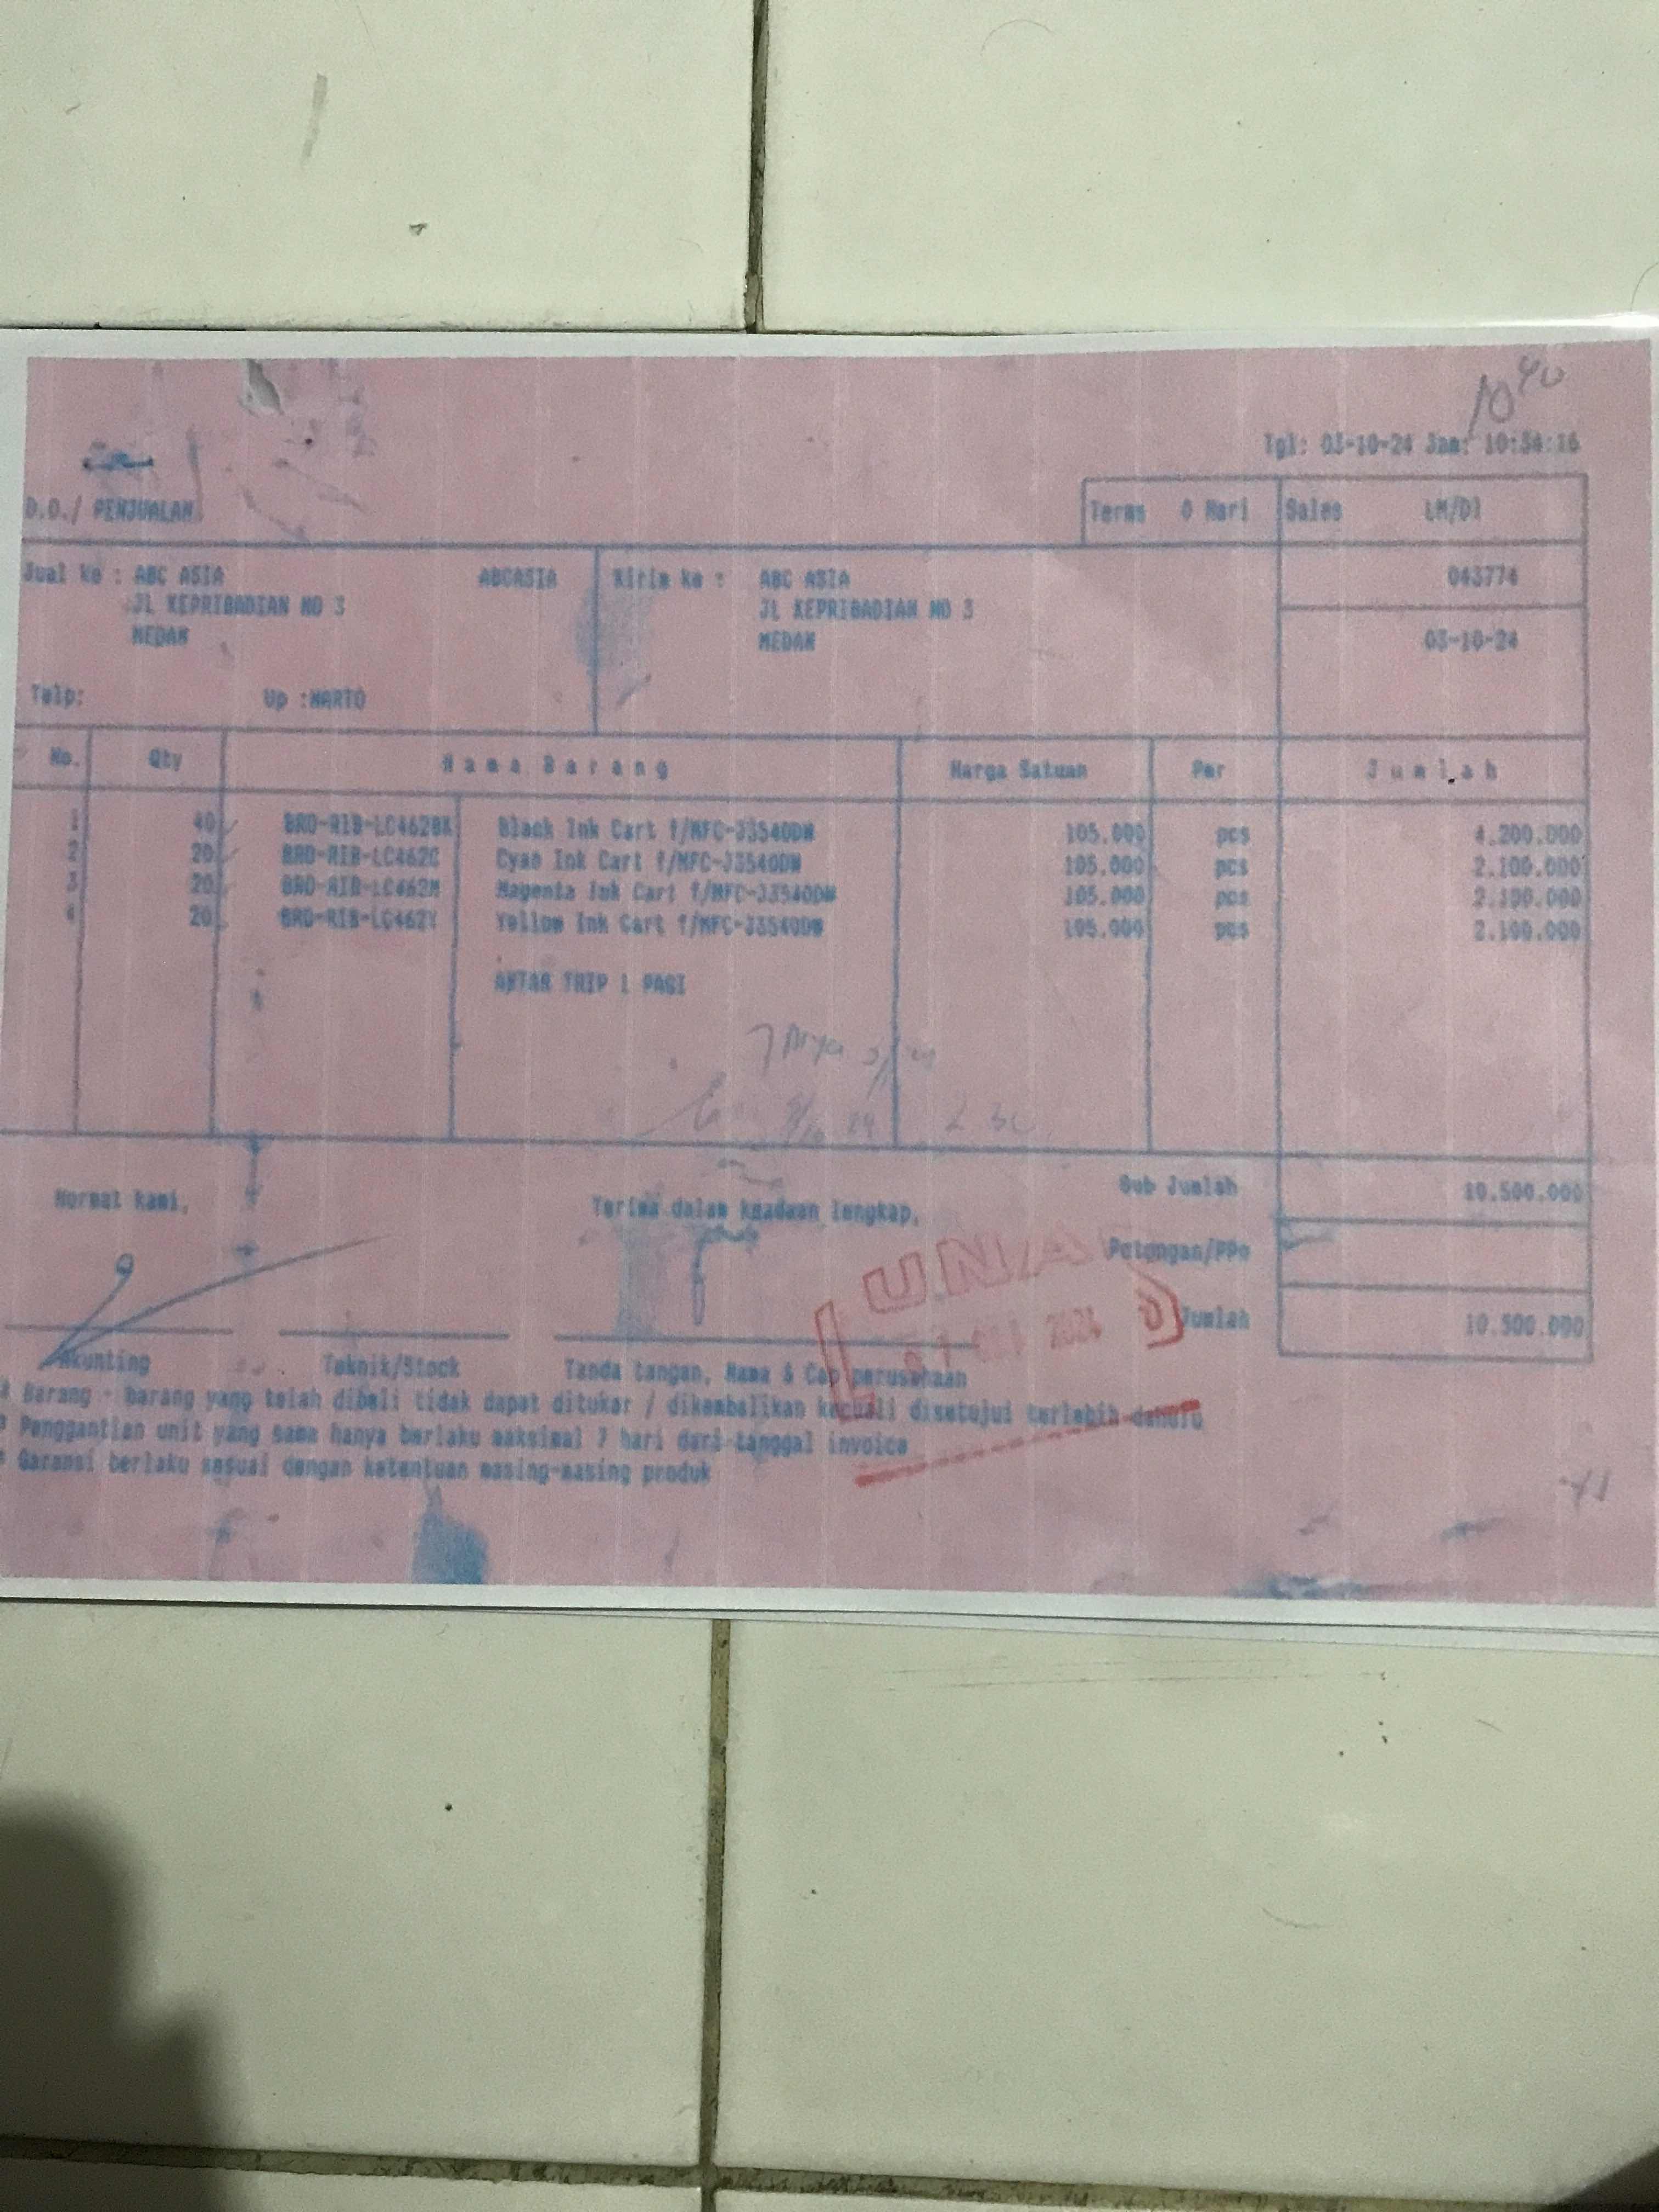 10 40
Tgl: 03-10-24 Jam: 10:34:16
D.O./ PENJUALAN
Terms 0 Hari Sales LM/DI
Jual ke : ABC ASIA ABCASIA Kirim ke : ABC ASIA 043774
JL KEPRIBADIAN NO 3 JL KEPRIBADIAN NO 3
MEDAN MEDAN 03-10-24
Telp: Up :
No. Qty Nama Barang Harga Satuan Per Jumlah
1 40 BRO-RIB-LC462BK Black Ink Cart f/MFC-J3540DW 105.000 pcs 4.200.000
2 20 BRO-RIB-LC462C Cyan Ink Cart f/MFC-J3540DW 105.000 pcs 2.100.000
3 20 BRO-RIB-LC462M Magenta Ink Cart f/MFC-J3540DW 105.000 pcs 2.100.000
4 20 BRO-RIB-LC462Y Yellow Ink Cart f/MFC-J3540DW 105.000 pcs 2.100.000
ANTAR TRIP 1 PAGI
Sub Jumlah 10.500.000
Hormat kami, Terima dalam keadaan lengkap,
Potongan/PPn
LUNAS
2024
Jumlah 10.500.000
Akunting Teknik/Stock Tanda tangan, Nama & Cap perusahaan
Barang - barang yang telah dibeli tidak dapat ditukar / dikembalikan kecuali disetujui terlebih dahulu
Penggantian unit yang sama hanya berlaku maksimal 7 hari dari tanggal invoice
Garansi berlaku sesuai dengan ketentuan masing-masing produk